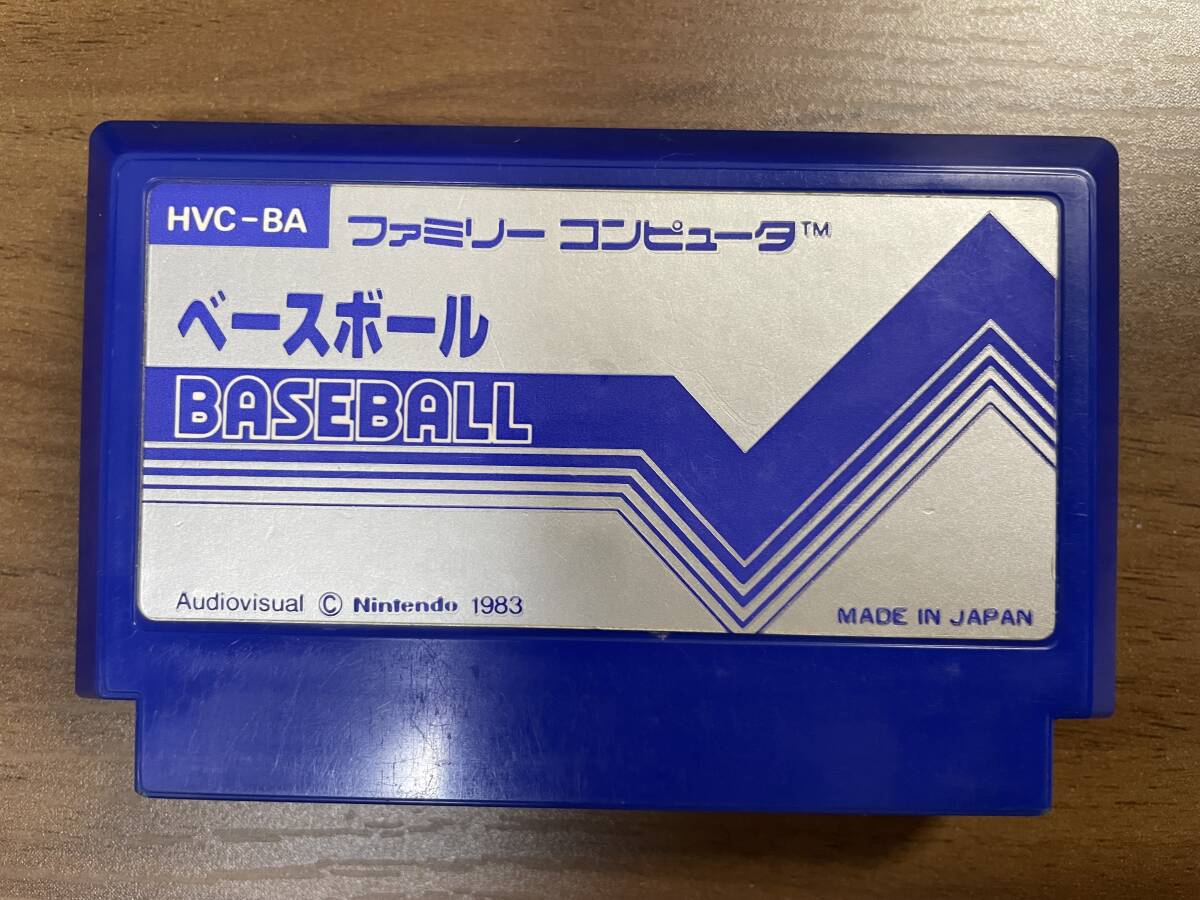 HVC-BA
ファミリー コンピュータ™
ベースボール
BASEBALL
Audiovisual © Nintendo 1983
MADE IN JAPAN